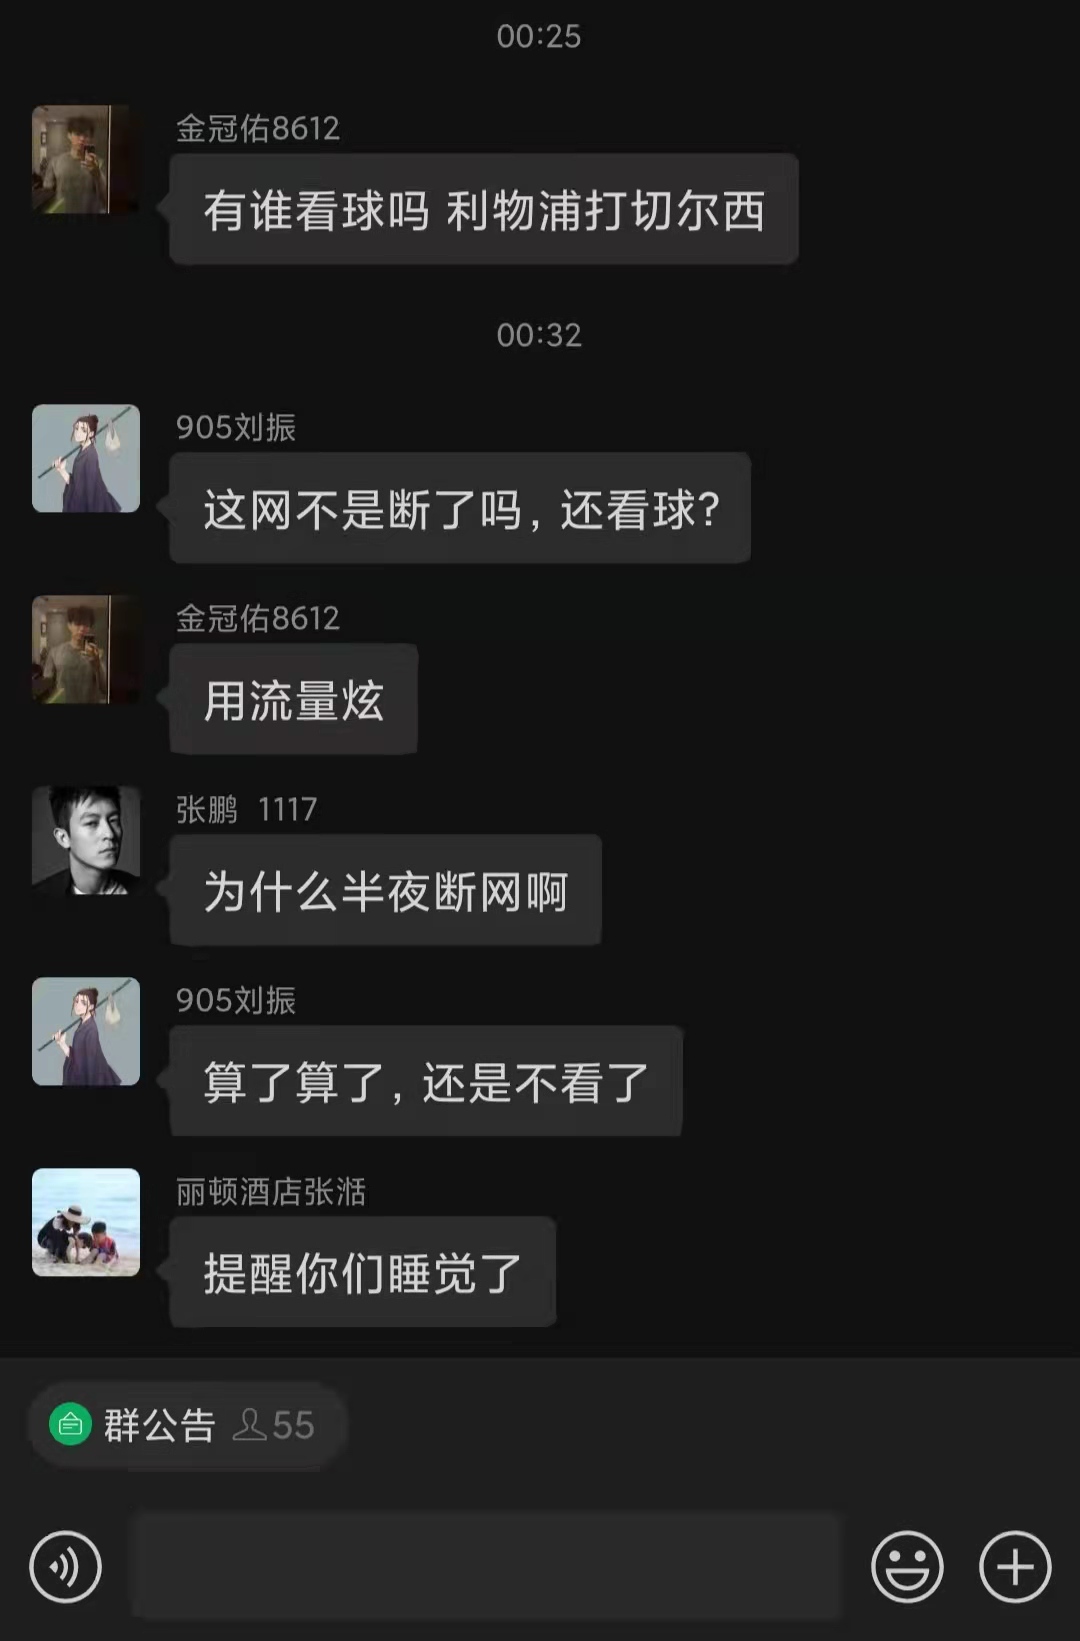 00:25
金冠佑8612
有谁看球吗 利物浦打切尔西
00:32
905刘振
这网不是断了吗，还看球?
金冠佑8612
用流量炫
张鹏 1117
为什么半夜断网啊
905刘振
算了算了，还是不看了
丽顿酒店张湉
提醒你们睡觉了
群公告 55